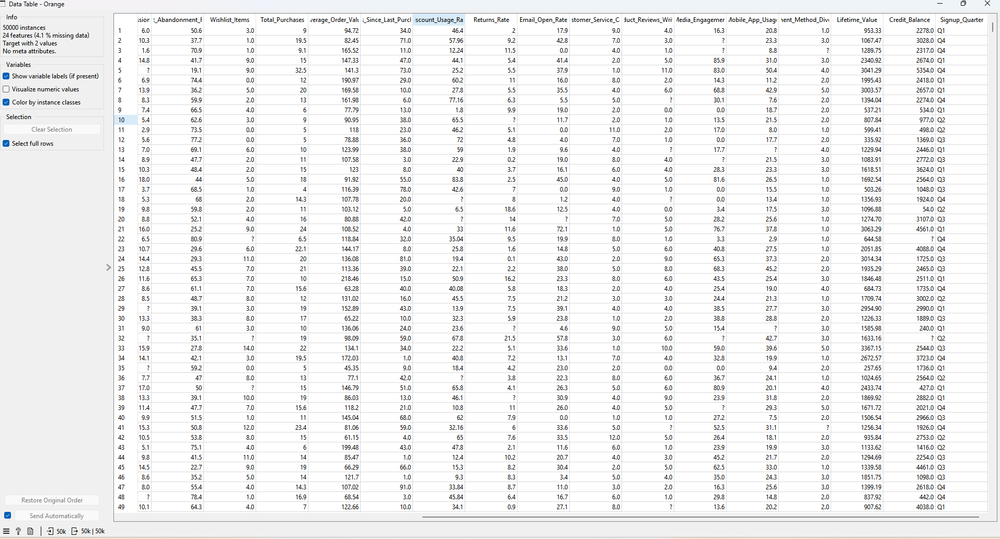 Data Table - Orange
Info
50000 instances
24 features (4.1 % missing data)
Target with 2 values
No meta attributes.
Variables
Show variable labels (if present)
Visualize numeric values
Color by instance classes
Selection
Clear Selection
Select full rows
Restore Original Order
Send Automatically
50k 50k | 50k
ssion t_Abandonment_F Wishlist_Items Total_Purchases verage_Order_Valu s_Since_Last_Purcl iscount_Usage_Ra Returns_Rate Email_Open_Rate stomer_Service_C duct_Reviews_Wri Media_Engagemer Mobile_App_Usag nent_Method_Div Lifetime_Value Credit_Balance Signup_Quarter
1 6.0 50.6 3.0 9 94.72 34.0 46.4 2 17.9 9.0 4.0 16.3 20.8 1.0 953.33 2278.0 Q1
2 10.3 37.7 1.0 19.5 82.45 71.0 57.96 9.2 42.8 7.0 3.0 ? 23.3 3.0 1067.47 3028.0 Q4
3 1.6 70.9 1.0 9.1 165.52 11.0 12.24 11.5 0.0 4.0 1.0 ? 8.8 ? 1289.75 2317.0 Q4
4 14.8 41.7 9.0 15 147.33 47.0 44.1 5.4 41.4 2.0 5.0 85.9 31.0 3.0 2340.92 2674.0 Q1
5 ? 19.1 9.0 32.5 141.3 73.0 25.2 5.5 37.9 1.0 11.0 83.0 50.4 4.0 3041.29 5354.0 Q4
6 6.9 74.4 0.0 12 190.97 29.0 60.2 11 16.0 8.0 2.0 14.3 11.2 2.0 1995.43 2418.0 Q1
7 13.9 36.2 5.0 20 169.58 10.0 27.8 5.5 35.5 4.0 6.0 68.8 42.9 5.0 3003.57 2657.0 Q1
8 8.3 59.9 2.0 13 161.98 6.0 77.16 6.3 5.5 5.0 ? 30.1 7.6 2.0 1394.04 2274.0 Q4
9 7.4 66.5 4.0 6 77.79 13.0 1.8 9.9 19.0 2.0 0.0 0.0 18.7 2.0 537.21 534.0 Q1
10 5.4 62.6 3.0 9 90.95 38.0 65.5 ? 11.7 2.0 1.0 13.5 21.5 2.0 807.84 977.0 Q2
11 2.9 73.5 0.0 5 118 23.0 46.2 5.1 0.0 11.0 2.0 17.0 8.0 1.0 599.41 498.0 Q2
12 5.6 77.2 0.0 5 78.88 36.0 72 4.8 4.0 7.0 1.0 0.0 17.7 2.0 335.92 1369.0 Q3
13 7.0 69.1 6.0 10 123.99 38.0 59 1.9 9.6 4.0 ? 17.7 ? 4.0 1229.94 2446.0 Q1
14 8.9 47.7 2.0 11 107.58 3.0 22.9 0.2 19.0 8.0 4.0 ? 21.5 3.0 1083.91 2772.0 Q3
15 10.3 48.4 2.0 15 123 8.0 40 3.7 16.1 6.0 4.0 28.3 23.3 3.0 1618.51 3624.0 Q1
16 18.0 44 5.0 18 91.92 55.0 83.8 2.5 45.0 4.0 5.0 81.6 26.5 1.0 1692.54 2564.0 Q3
17 3.7 68.5 1.0 4 116.39 78.0 42.6 7 0.0 9.0 1.0 0.0 15.5 1.0 503.26 1048.0 Q3
18 5.3 68 2.0 14.3 107.78 20.0 ? 8 1.2 4.0 ? 0.0 13.4 1.0 1356.93 1924.0 Q4
19 9.8 59.8 2.0 11 103.12 5.0 6.5 18.6 12.5 4.0 0.0 3.4 17.5 3.0 1096.88 54.0 Q2
20 8.8 52.1 4.0 16 80.88 42.0 ? 14 ? 7.0 5.0 28.2 25.6 1.0 1274.70 3107.0 Q3
21 16.0 25.2 9.0 24 108.52 4.0 33 11.6 72.1 1.0 5.0 76.7 37.8 1.0 3063.29 4561.0 Q1
22 6.5 80.9 ? 6.5 118.84 32.0 35.04 9.5 19.9 8.0 1.0 3.3 2.9 1.0 644.58 ? Q4
23 10.7 29.6 6.0 22.1 144.17 8.0 25.8 1.6 14.8 5.0 6.0 40.8 27.5 1.0 2051.85 4088.0 Q4
24 14.4 29.3 11.0 20 136.08 81.0 19.4 0.1 43.0 2.0 9.0 65.3 37.3 2.0 3014.34 1725.0 Q3
25 12.8 45.5 7.0 21 113.36 39.0 22.1 2.2 38.0 5.0 8.0 68.3 45.2 2.0 1935.29 2465.0 Q3
26 11.6 65.3 7.0 10 218.46 15.0 50.9 16.2 23.3 8.0 6.0 43.5 25.4 3.0 1846.48 2511.0 Q1
27 8.6 61.1 7.0 15.6 63.28 40.0 40.08 5.8 18.3 2.0 4.0 25.4 19.0 4.0 684.73 1735.0 Q4
28 8.5 48.7 8.0 12 131.02 16.0 45.5 7.5 21.2 3.0 3.0 24.4 21.3 1.0 1709.74 3002.0 Q2
29 ? 39.1 3.0 19 152.89 43.0 13.9 7.5 39.1 4.0 4.0 38.5 27.7 3.0 2954.90 2990.0 Q1
30 13.3 38.3 8.0 17 65.22 10.0 32.3 5.9 23.8 1.0 2.0 38.8 28.8 2.0 1226.33 1889.0 Q3
31 9.0 61 3.0 10 136.06 24.0 23.6 ? 4.6 9.0 5.0 15.4 ? 3.0 1585.98 240.0 Q1
32 ? 35.1 ? 19 98.09 59.0 67.8 21.5 57.8 3.0 6.0 ? 42.7 3.0 1633.16 ? Q2
33 15.9 27.8 14.0 22 134.1 34.0 22.2 5.1 33.6 1.0 10.0 59.0 39.6 5.0 3367.15 2544.0 Q3
34 14.1 42.1 3.0 19.5 172.03 1.0 40.8 7.2 13.1 7.0 4.0 32.8 19.9 1.0 2672.57 3723.0 Q4
35 ? 59.2 0.0 5 45.35 9.0 18.4 4.2 23.0 2.0 0.0 0.0 9.4 2.0 257.65 1736.0 Q1
36 7.7 47 8.0 13 77.1 42.0 ? 3.8 22.3 8.0 6.0 36.7 24.1 1.0 1024.65 2564.0 Q2
37 17.0 50 ? 15 146.79 51.0 65.8 4.1 26.3 5.0 6.0 80.9 20.1 4.0 2433.74 427.0 Q1
38 13.3 39.1 10.0 19 86.03 13.0 46.1 ? 30.9 4.0 9.0 23.9 31.8 2.0 1869.92 2882.0 Q1
39 11.4 47.7 7.0 15.6 118.2 21.0 10.8 11 26.0 4.0 5.0 ? 29.3 5.0 1671.72 2021.0 Q4
40 9.9 51.5 1.0 11 145.04 68.0 62 7.9 0.0 1.0 1.0 27.2 7.5 2.0 1506.54 2966.0 Q3
41 15.3 50.8 12.0 23.4 81.06 59.0 32.16 6 33.6 5.0 ? 52.5 31.1 ? 1256.34 1926.0 Q4
42 10.5 53.8 8.0 15 61.15 4.0 65 7.6 33.5 12.0 5.0 26.4 18.1 2.0 935.84 2753.0 Q2
43 5.1 75.1 4.0 6 199.48 43.0 47.8 2.1 11.6 6.0 1.0 23.9 19.9 3.0 1133.62 1416.0 Q2
44 9.8 41.5 11.0 14 85.47 1.0 12.4 10.2 20.7 4.0 3.0 45.2 21.7 2.0 1294.69 2254.0 Q3
45 14.5 22.7 9.0 19 66.29 66.0 15.3 8.2 30.4 2.0 5.0 62.5 33.0 1.0 1339.58 4461.0 Q3
46 8.6 35.2 5.0 14 121.7 1.0 9.3 8.3 3.4 5.0 4.0 35.0 24.3 3.0 1851.75 1098.0 Q3
47 8.0 55.4 4.0 14.3 107.02 91.0 33.84 8.7 11.0 3.0 2.0 16.3 25.6 3.0 1399.19 2618.0 Q4
48 ? 78.4 1.0 16.9 68.54 3.0 45.84 6.4 16.7 6.0 1.0 29.8 14.8 2.0 837.92 442.0 Q4
49 10.1 64.3 4.0 7 122.66 10.0 34.1 0.9 27.1 8.0 ? 13.6 20.2 2.0 907.62 4038.0 Q1